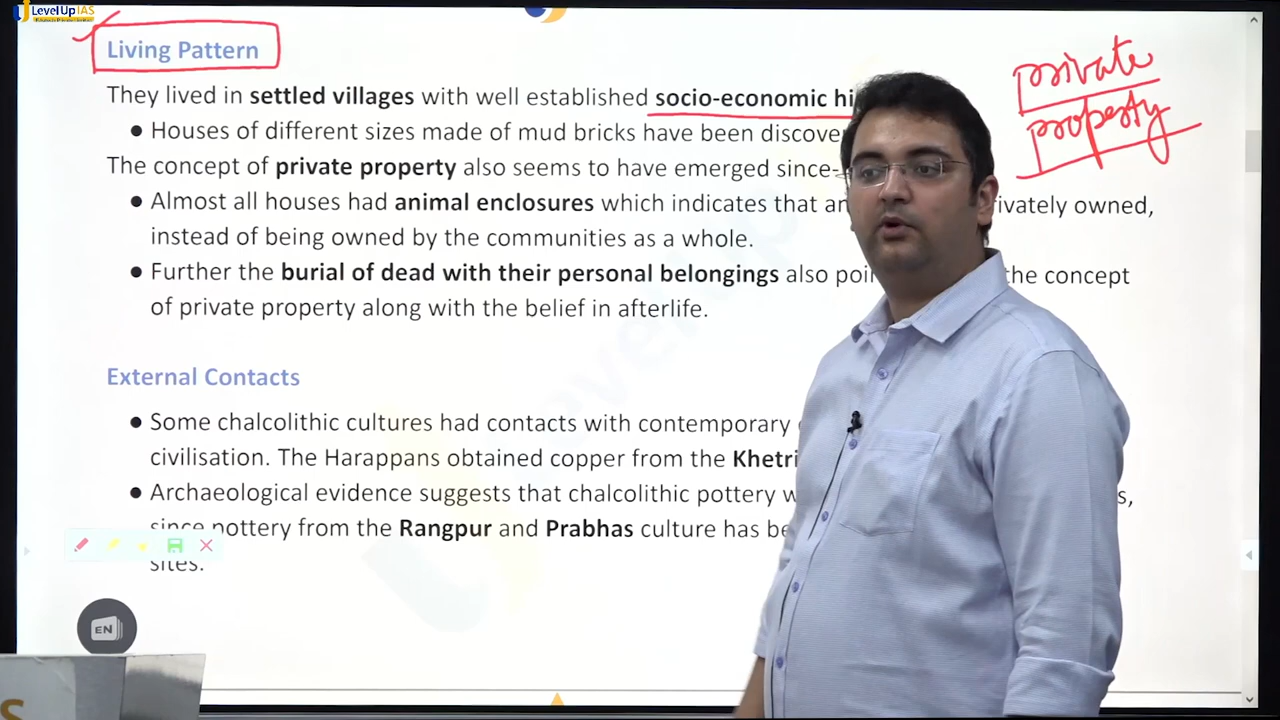 LevelUp IAS
Living Pattern
private
property
They lived in settled villages with well established socio-economic hi
● Houses of different sizes made of mud bricks have been discover
The concept of private property also seems to have emerged since-
● Almost all houses had animal enclosures which indicates that an rivately owned,
instead of being owned by the communities as a whole.
● Further the burial of dead with their personal belongings also poi the concept
of private property along with the belief in afterlife.
External Contacts
● Some chalcolithic cultures had contacts with contemporary
civilisation. The Harappans obtained copper from the Khetri
● Archaeological evidence suggests that chalcolithic pottery w s,
since pottery from the Rangpur and Prabhas culture has be
sites.
EN